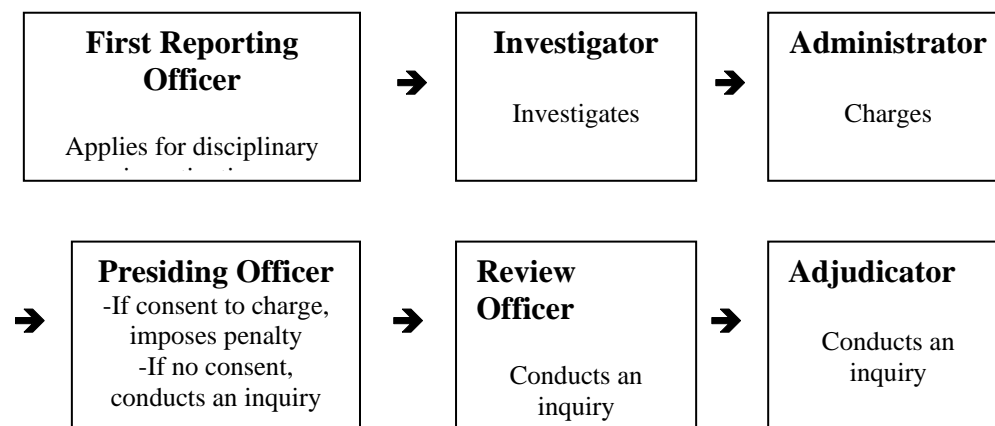 First Reporting
Officer
Applies for disciplinary
Investigator
Investigates
Administrator
Charges
Presiding Officer
-If consent to charge,
imposes penalty
-If no consent,
conducts an inquiry
Review
Officer
Conducts an
inquiry
Adjudicator
Conducts an
inquiry